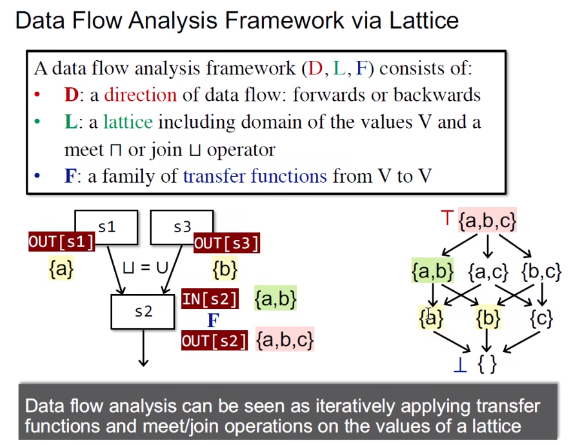 Data Flow Analysis Framework via Lattice
A data flow analysis framework (D, L, F) consists of:
• D: a direction of data flow: forwards or backwards
• L: a lattice including domain of the values V and a
meet ⊓ or join ⊔ operator
• F: a family of transfer functions from V to V
s1
s3
OUT[s1]
OUT[s3]
{a}
⊔ = ∪
{b}
s2
IN[s2] {a,b}
F
OUT[s2] {a,b,c}
⊤ {a,b,c}
{a,b} {a,c} {b,c}
{a} {b} {c}
⊥ { }
Data flow analysis can be seen as iteratively applying transfer
functions and meet/join operations on the values of a lattice